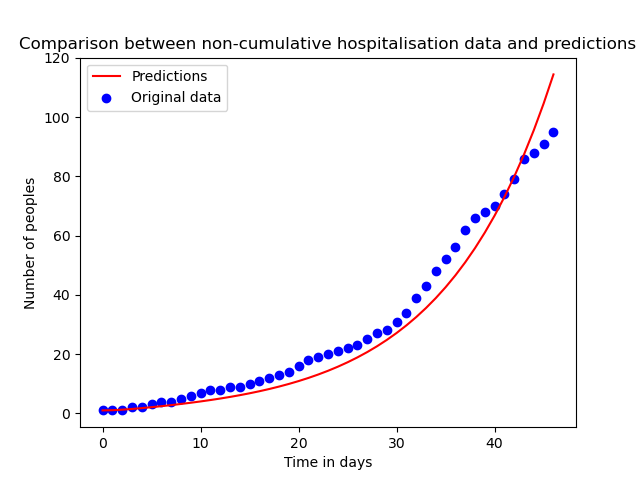 Comparison between non-cumulative hospitalisation data and predictions
120
100
80
60
40
20
0
Number of peoples
Predictions
Original data
0 10 20 30 40
Time in days